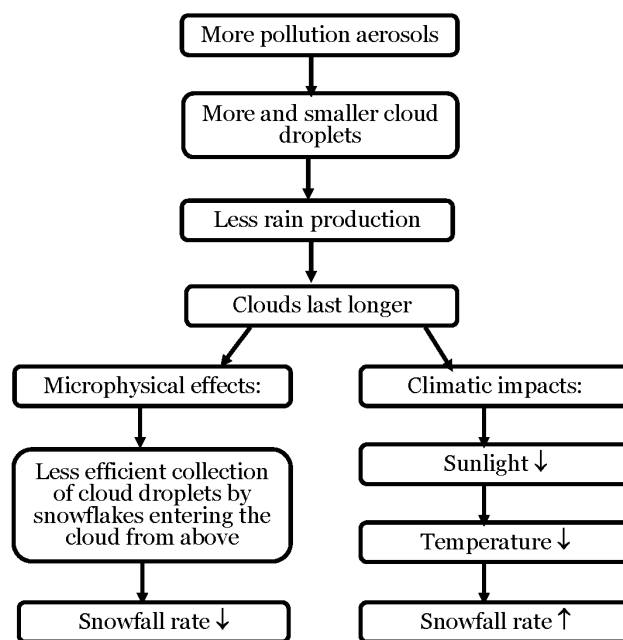 More pollution aerosols
More and smaller cloud
droplets
Less rain production
Clouds last longer
Microphysical effects:
Less efficient collection
of cloud droplets by
snowflakes entering the
cloud from above
Snowfall rate ↓
Climatic impacts:
Sunlight ↓
Temperature ↓
Snowfall rate ↑